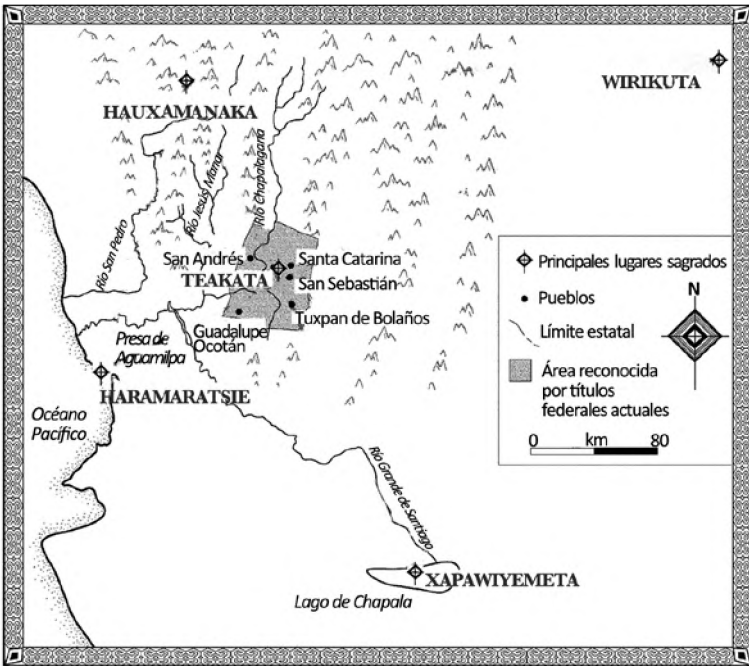 WIRIKUTA
HAUXAMANAKA
Río Chapalagana
Río Jesus Maria
Río San Pedro
San Andrés
Santa Catarina
TEAKATA
San Sebastián
Tuxpan de Bolaños
Guadalupe
Ocotán
Presa de
Aguamilpa
HARAMARATSIE
Océano
Pacífico
Río Grande de Santiago
XAPAWIYEMETA
Lago de Chapala
Principales lugares sagrados
Pueblos
Límite estatal
Área reconocida
por títulos
federales actuales
0 km 80
N